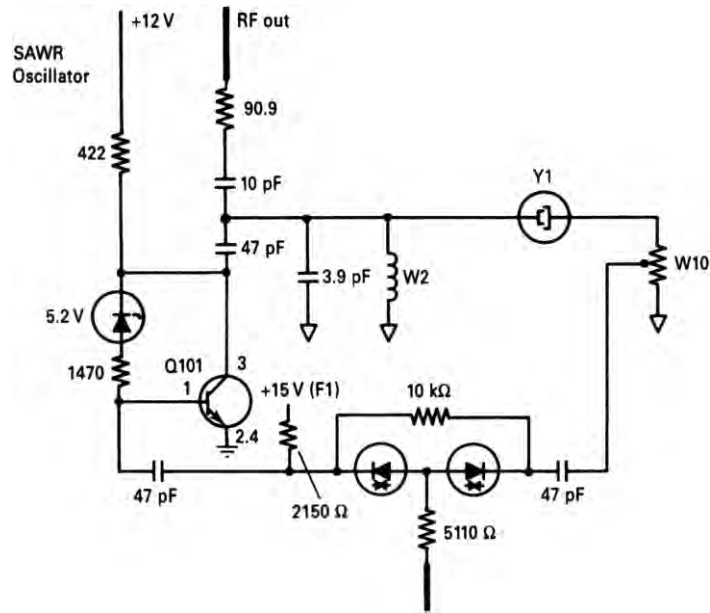 +12 V
RF out
SAWR
Oscillator
90.9
422
10 pF
Y1
47 pF
3.9 pF
W2
W10
5.2 V
1470
Q101
3
1
+15 V (F1)
10 kΩ
2.4
47 pF
2150 Ω
47 pF
5110 Ω